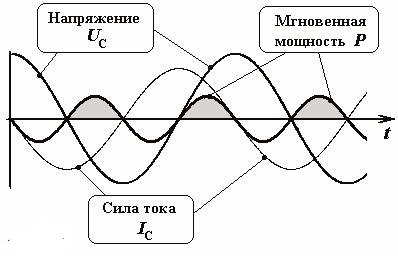 Напряжение
UC
Мгновенная
мощность P
t
Сила тока
IC